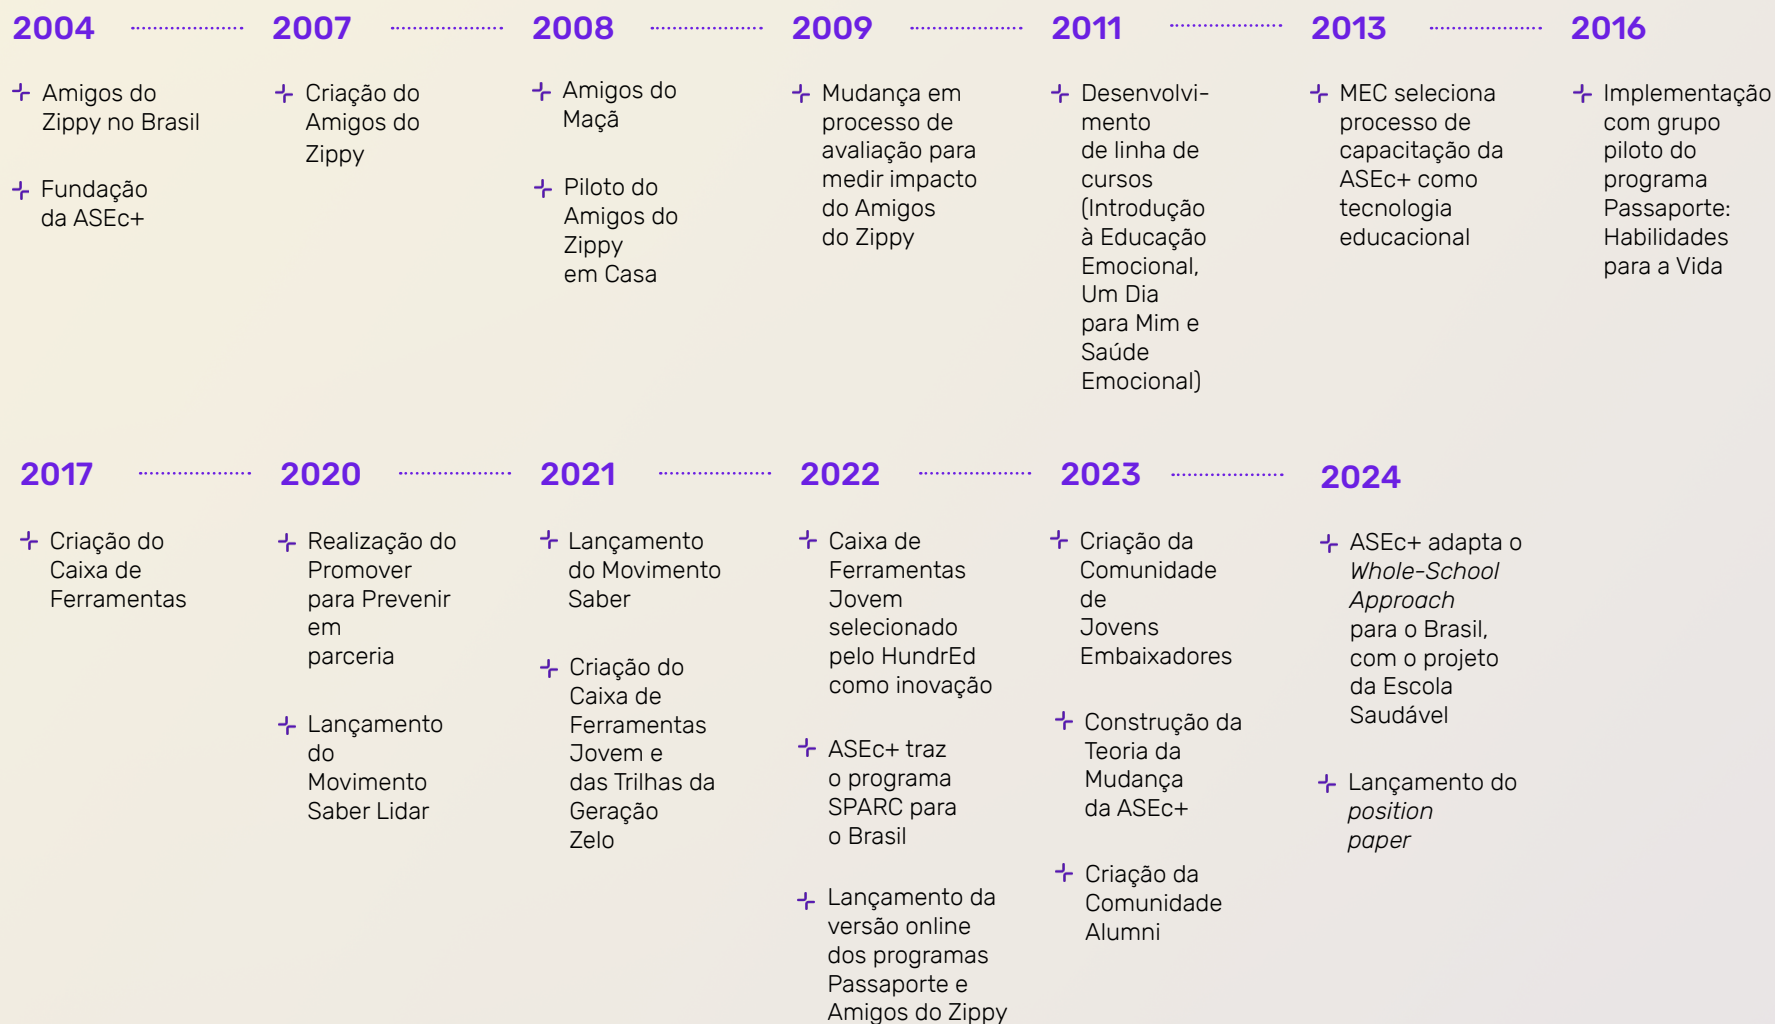 2004
Amigos do
Zippy no Brasil
Fundação
da ASEc+
2007
Criação do
Amigos do
Zippy
2008
Amigos do
Maçã
Piloto do
Amigos do
Zippy
em Casa
2009
Mudança em
processo de
avaliação para
medir impacto
do Amigos
do Zippy
2011
Desenvolvi-
mento
de linha de
cursos
(Introdução
à Educação
Emocional,
Um Dia
para Mim e
Saúde
Emocional)
2013
MEC seleciona
processo de
capacitação da
ASEc+ como
tecnologia
educacional
2016
Implementação
com grupo
piloto do
programa
Passaporte:
Habilidades
para a Vida
2017
Criação do
Caixa de
Ferramentas
2020
Realização do
Promover
para Prevenir
em
parceria
Lançamento
do
Movimento
Saber Lidar
2021
Lançamento
do Movimento
Saber
Criação do
Caixa de
Ferramentas
Jovem e
das Trilhas da
Geração
Zelo
2022
Caixa de
Ferramentas
Jovem
selecionado
pelo HundrEd
como inovação
ASEc+ traz
o programa
SPARC para
o Brasil
Lançamento da
versão online
dos programas
Passaporte e
Amigos do Zippy
2023
Criação da
Comunidade
de
Jovens
Embaixadores
Construção da
Teoria da
Mudança
da ASEc+
Criação da
Comunidade
Alumni
2024
ASEc+ adapta o
Whole-School
Approach
para o Brasil,
com o projeto
da Escola
Saudável
Lançamento do
position
paper